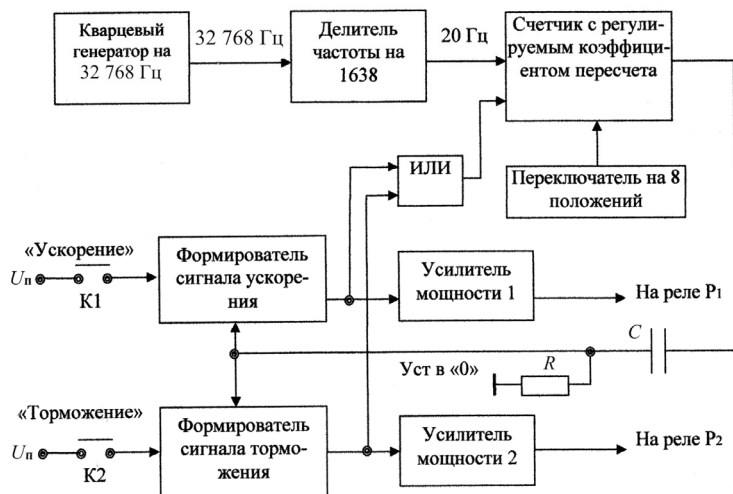 Кварцевый
генератор на
32 768 Гц
32 768 Гц
Делитель
частоты на
1638
20 Гц
Счетчик с регули-
руемым коэффици-
ентом пересчета
ИЛИ
Переключатель на 8
положений
«Ускорение»
Uп
К1
Формирователь
сигнала ускоре-
ния
Усилитель
мощности 1
На реле Р1
Уст в «0»
R
C
«Торможение»
Uп
К2
Формирователь
сигнала тормо-
жения
Усилитель
мощности 2
На реле Р2